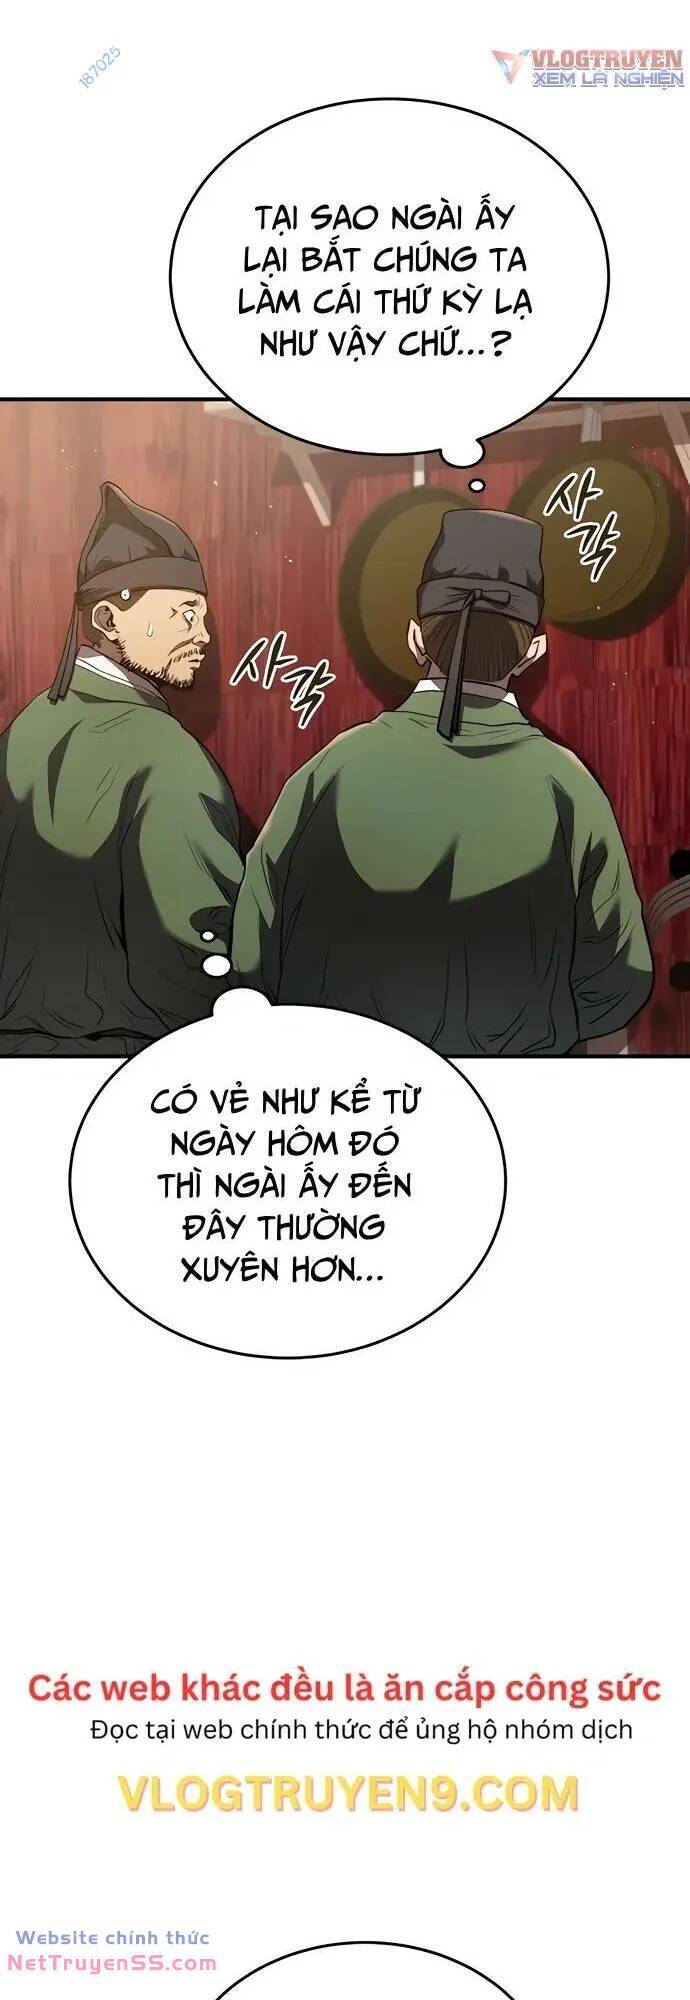 187025
VLOGTRUYEN
XEM LÀ NGHIỆN
TẠI SAO NGÀI ẤY
LẠI BẮT CHÚNG TA
LÀM CÁI THỨ KỲ LẠ
NHƯ VẬY CHỨ...?
사각
사각
CÓ VẺ NHƯ KỂ TỪ
NGÀY HÔM ĐÓ
THÌ NGÀI ẤY ĐẾN
ĐÂY THƯỜNG
XUYÊN HƠN...
Các web khác đều là ăn cắp công sức
Đọc tại web chính thức để ủng hộ nhóm dịch
VLOGTRUYEN9.COM
Website chính thức
NetTruyenSS.com